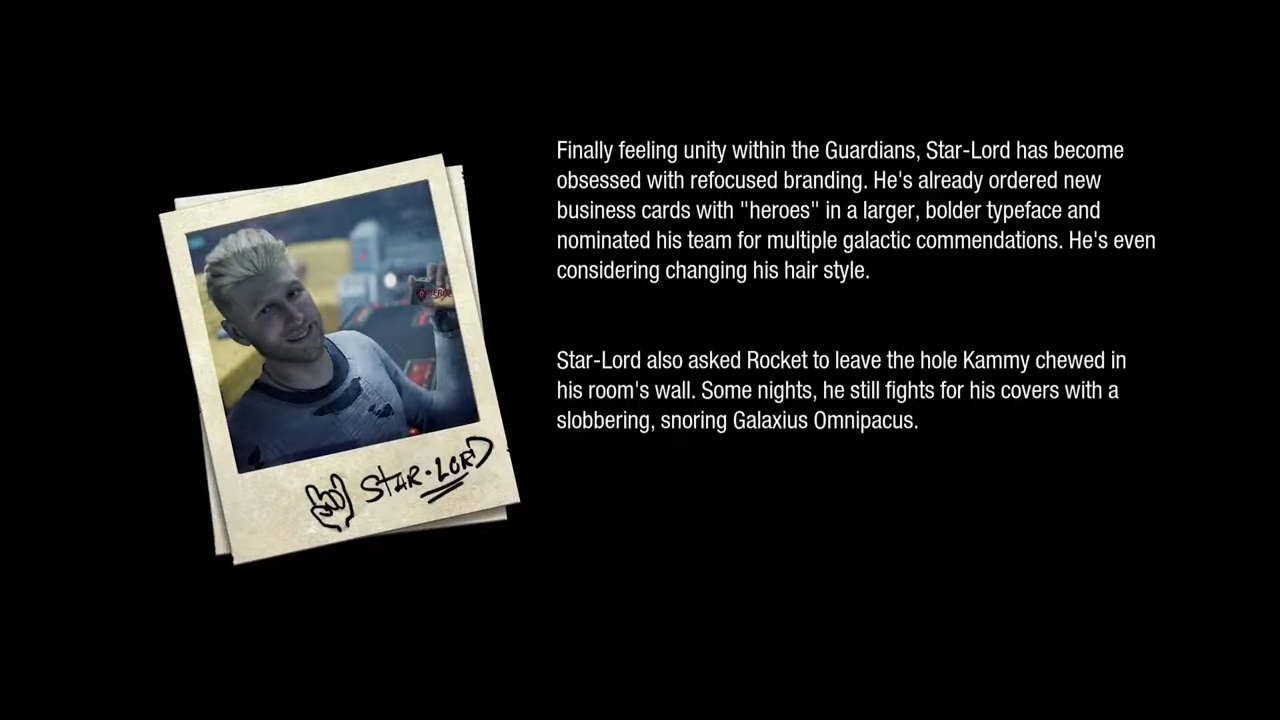 Finally feeling unity within the Guardians, Star-Lord has become
obsessed with refocused branding. He's already ordered new
business cards with "heroes" in a larger, bolder typeface and
nominated his team for multiple galactic commendations. He's even
considering changing his hair style.
Star-Lord also asked Rocket to leave the hole Kammy chewed in
his room's wall. Some nights, he still fights for his covers with a
slobbering, snoring Galaxius Omnipacus.
STAR-LORD